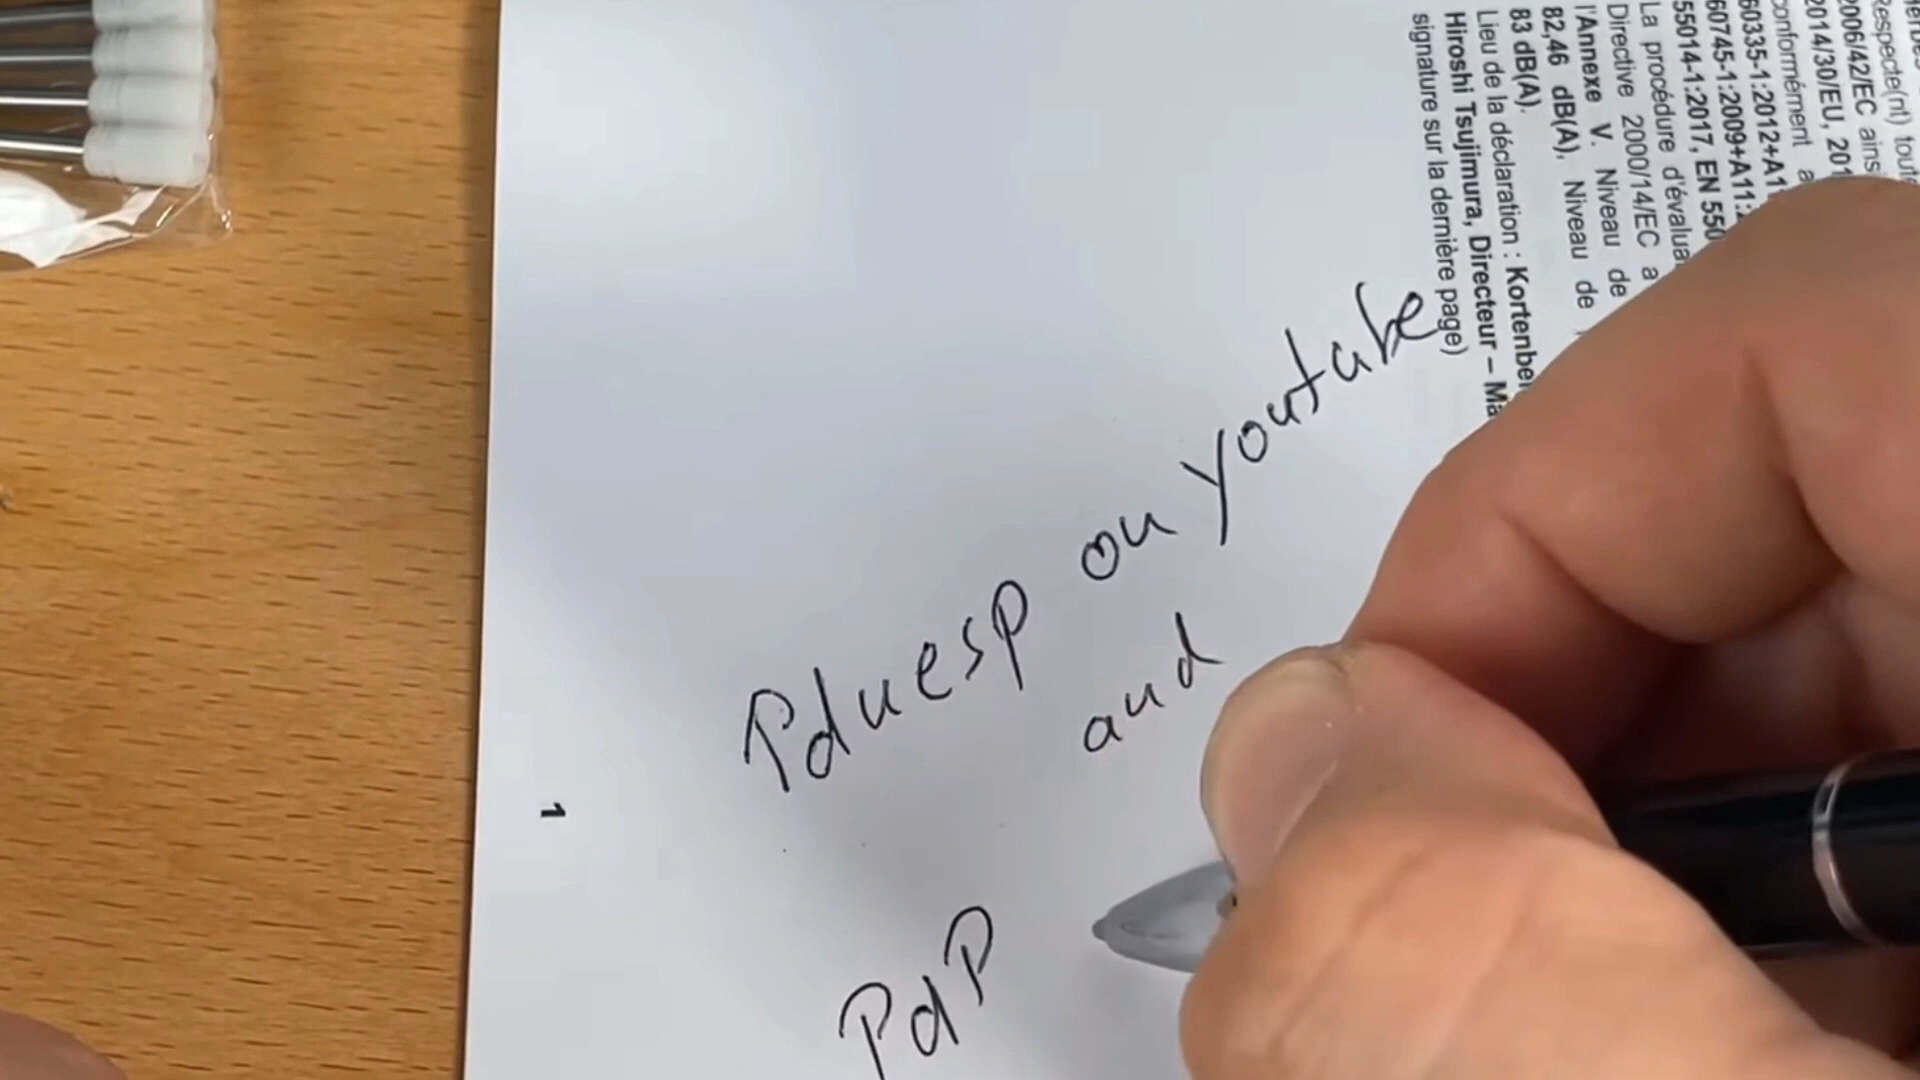 Pduesp on youtube
and
PdP
1
Respecte(nt) tout
2006/42/EC ains
2014/30/EU, 201
conformément a
60335-1:2012+A1
60745-1:2009+A11:
55014-1:2017, EN 550
La procédure d'évalua
Directive 2000/14/EC a
l'Annexe V. Niveau de
82,46 dB(A), Niveau de
83 dB(A).
Lieu de la déclaration : Kortenber
Hiroshi Tsujimura, Directeur – Ma
signature sur la dernière page)